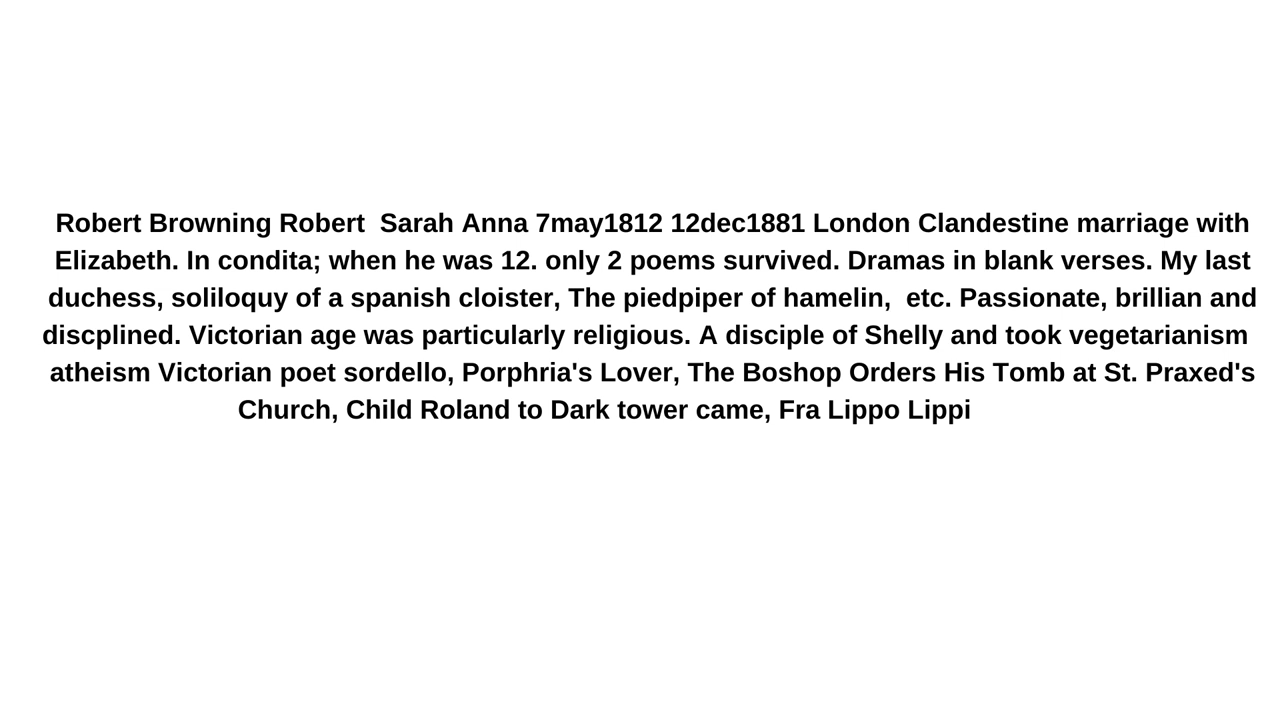 Robert Browning Robert  Sarah Anna 7may1812 12dec1881 London Clandestine marriage with
Elizabeth. In condita; when he was 12. only 2 poems survived. Dramas in blank verses. My last
duchess, soliloquy of a spanish cloister, The piedpiper of hamelin,  etc. Passionate, brillian and
discplined. Victorian age was particularly religious. A disciple of Shelly and took vegetarianism
atheism Victorian poet sordello, Porphria's Lover, The Boshop Orders His Tomb at St. Praxed's
Church, Child Roland to Dark tower came, Fra Lippo Lippi